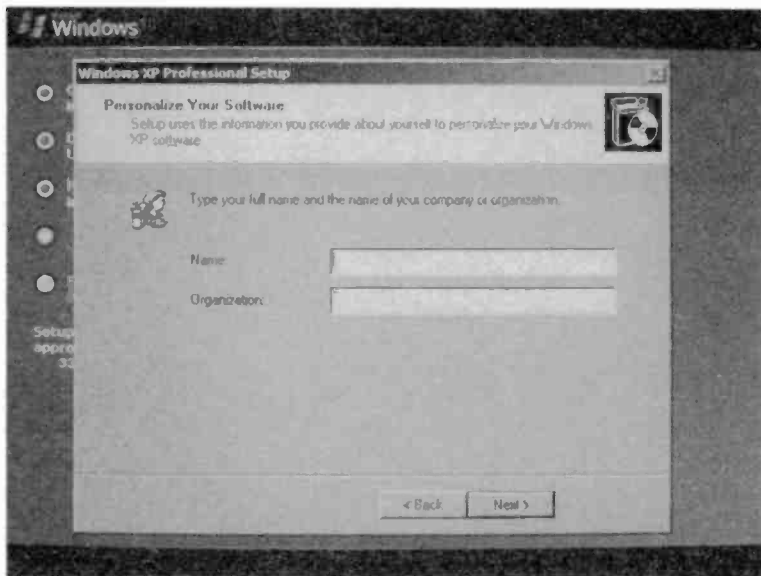 Windows
Windows XP Professional Setup
Personalize Your Software
Setup uses the information you provide about yourself to personalize your Windows
XP software.
Type your full name and the name of your company or organization.
Name:
Organization:
Setup
appro
33
< Back
Next >